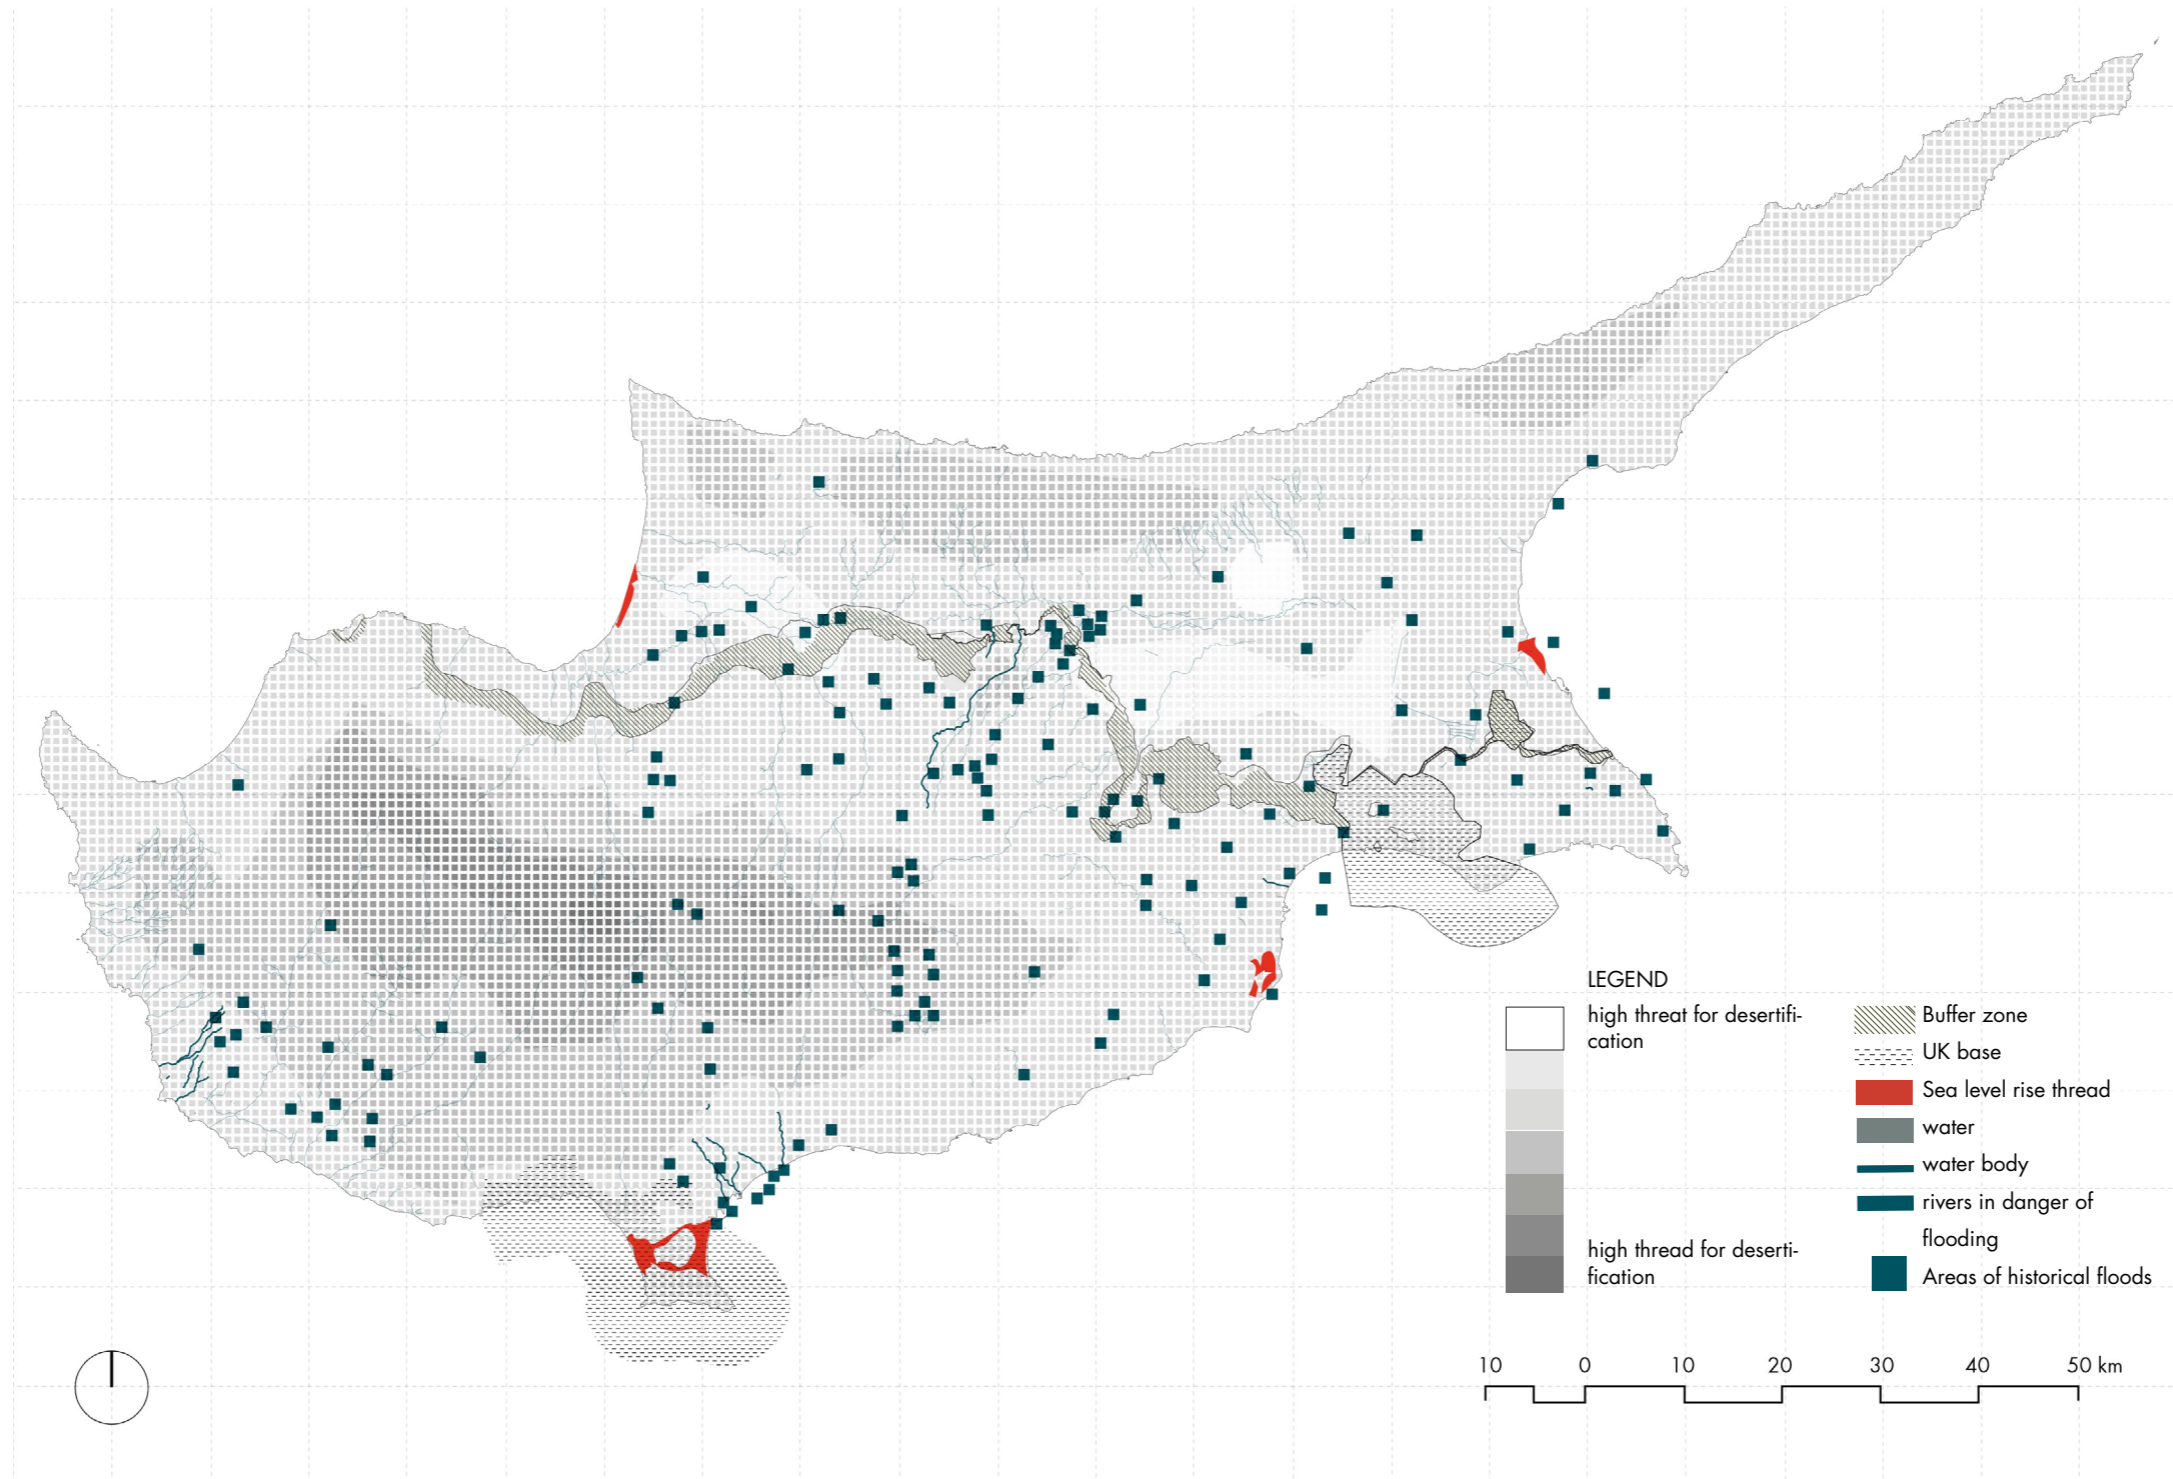 LEGEND
high threat for desertifi-
cation
high thread for deserti-
fication
Buffer zone
UK base
Sea level rise thread
water
water body
rivers in danger of
flooding
Areas of historical floods
10 0 10 20 30 40 50 km